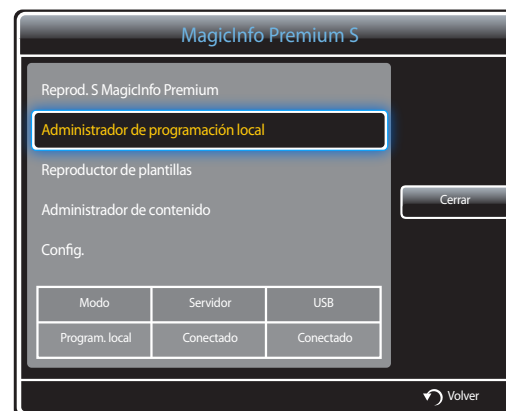 MagicInfo Premium S
Reprod. S MagicInfo Premium
Administrador de programación local
Reproductor de plantillas
Administrador de contenido
Config.
Cerrar
Modo Servidor USB
Program. local Conectado Conectado
Volver